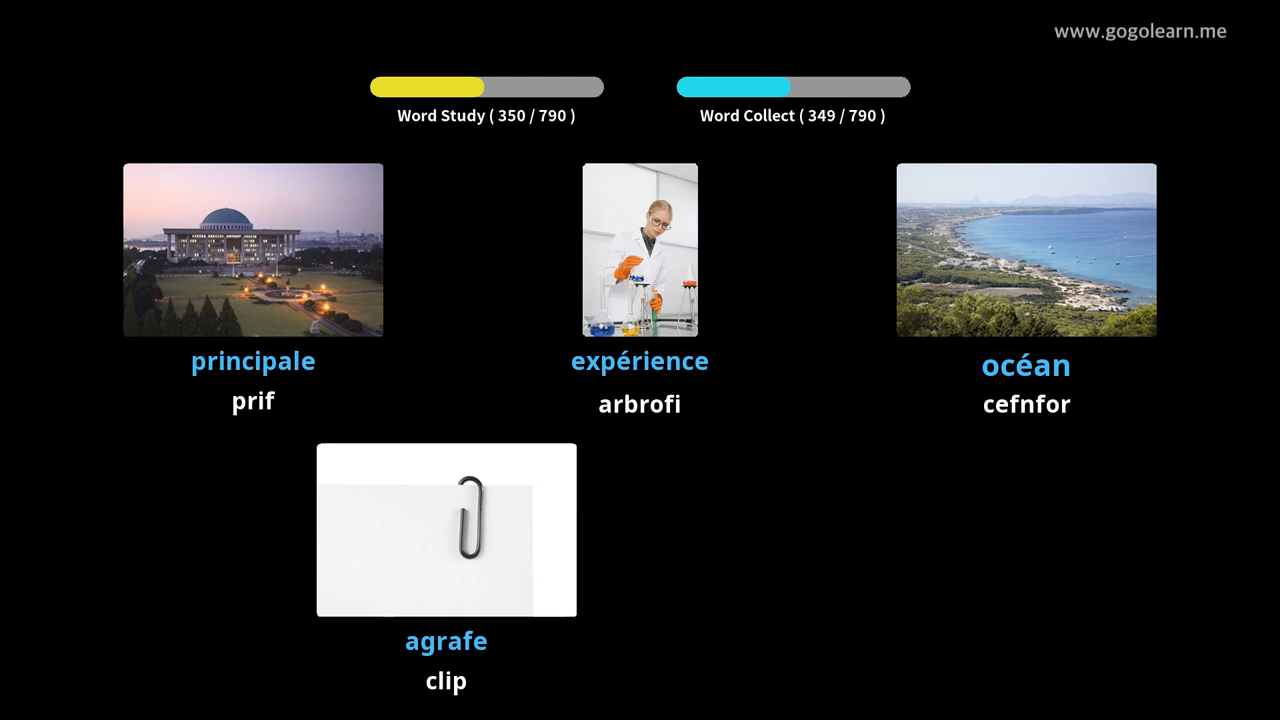 www.gogolearn.me
Word Study ( 350 / 790 )
Word Collect ( 349 / 790 )
principale
prif
expérience
arbrofi
océan
cefnfor
agrafe
clip